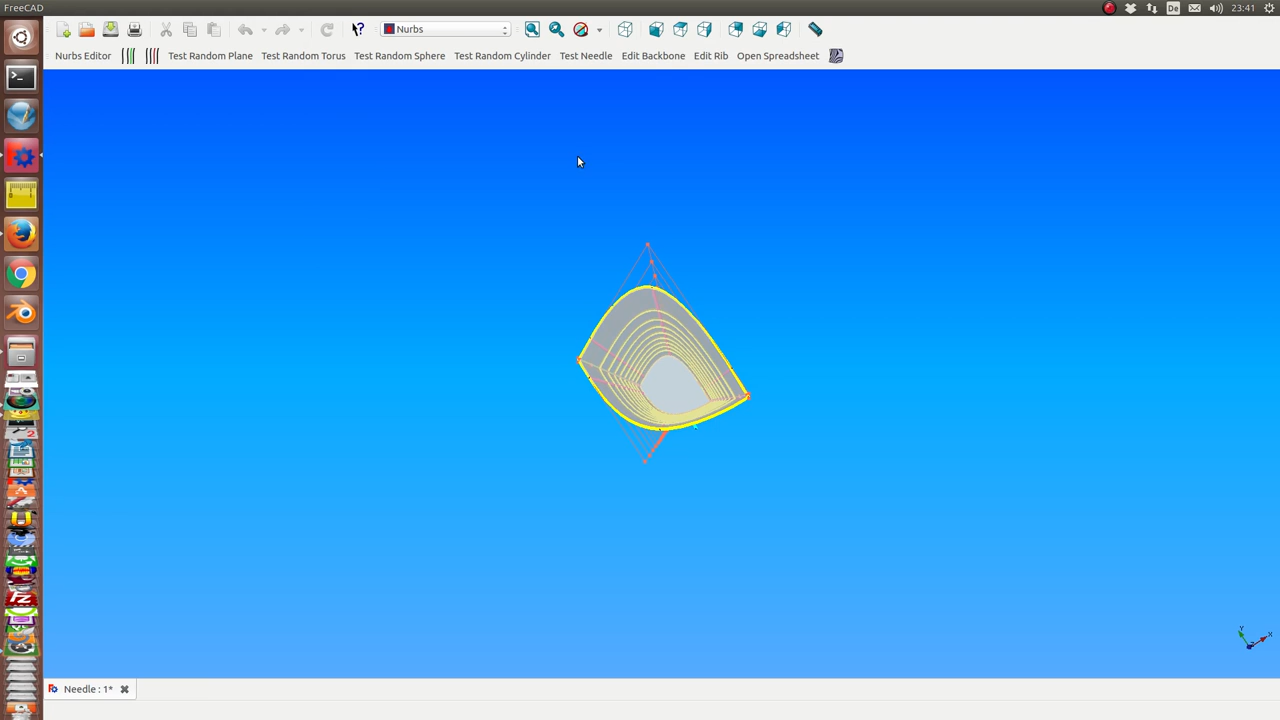 FreeCAD
De
23:41
Nurbs
Nurbs Editor Test Random Plane Test Random Torus Test Random Sphere Test Random Cylinder Test Needle Edit Backbone Edit Rib Open Spreadsheet
Y
X
Needle : 1*